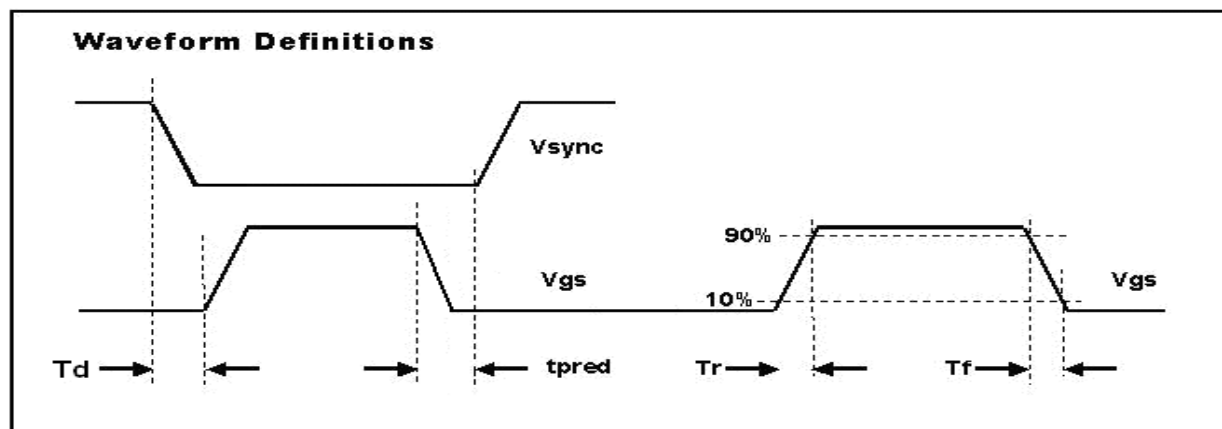 Waveform Definitions
Vsync
90%
Vgs
10%
Vgs
Td
tpred
Tr
Tf